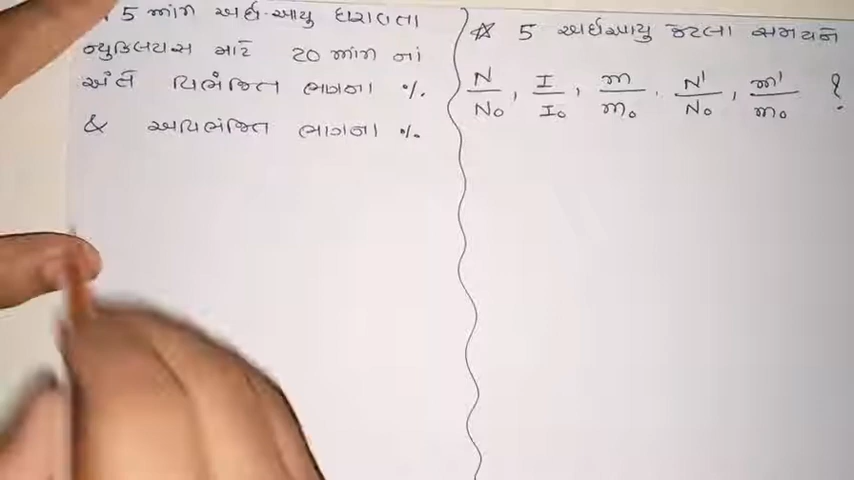 5 માંગ અર્ધ-આયુ ધરાવતા
ન્યુક્લિયસ માટે 20 માંગ નાં
અંતે વિભંજિત ભાગના %.
& અવિભંજિત ભાગના %.
☆ 5 અર્ધઆયુ જેટલા સમયને
N/N₀ , I/I₀ , m/m₀ . N'/N₀ , m'/m₀ ?